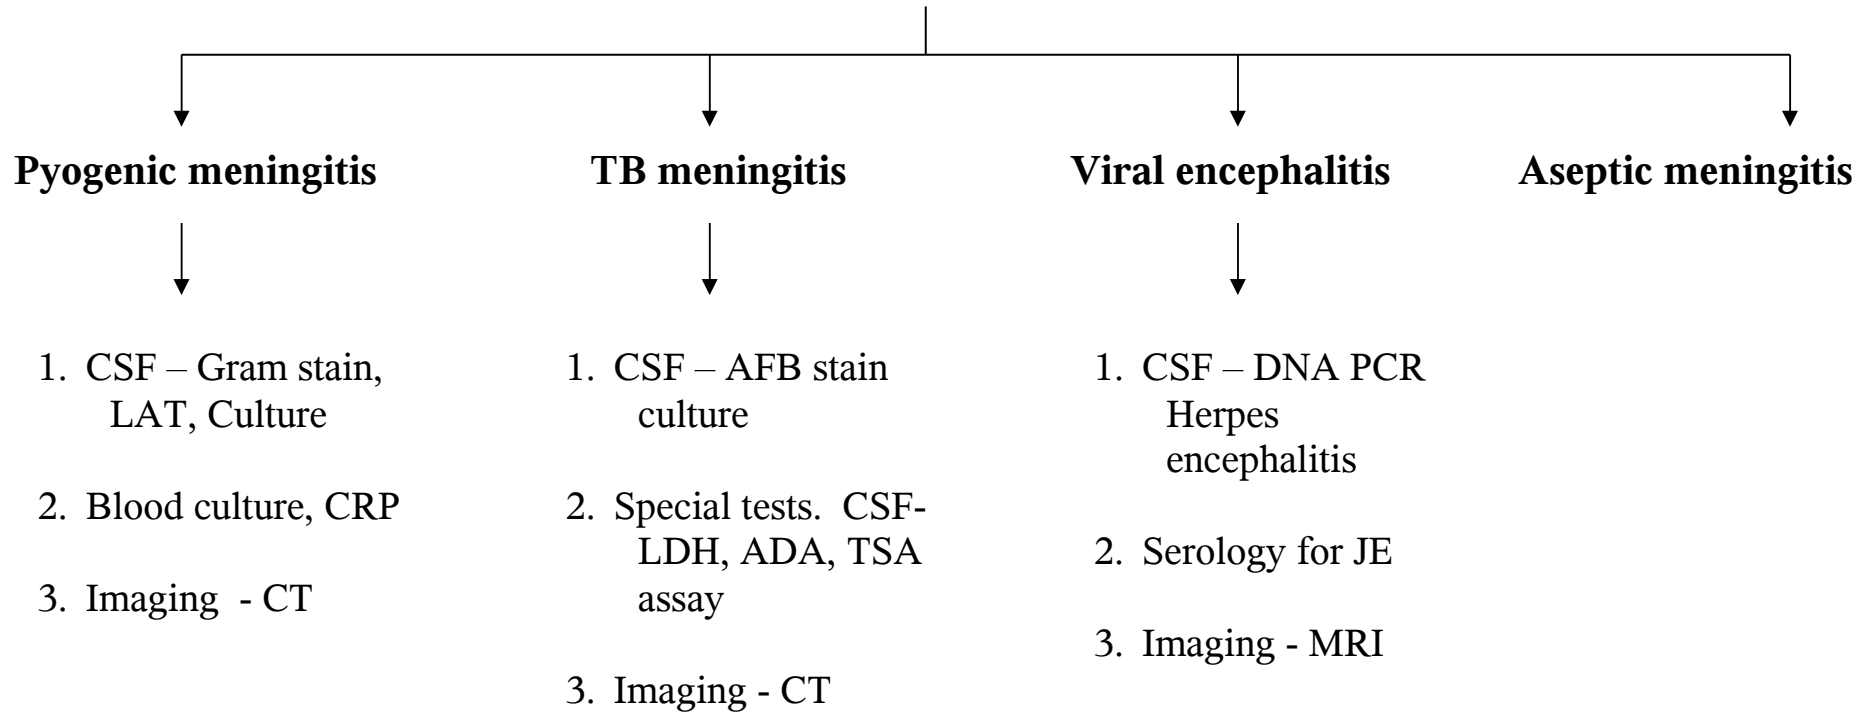 Pyogenic meningitis
TB meningitis
Viral encephalitis
Aseptic meningitis
1. CSF – Gram stain,
LAT, Culture
2. Blood culture, CRP
3. Imaging - CT
1. CSF – AFB stain
culture
2. Special tests. CSF-
LDH, ADA, TSA
assay
3. Imaging - CT
1. CSF – DNA PCR
Herpes
encephalitis
2. Serology for JE
3. Imaging - MRI